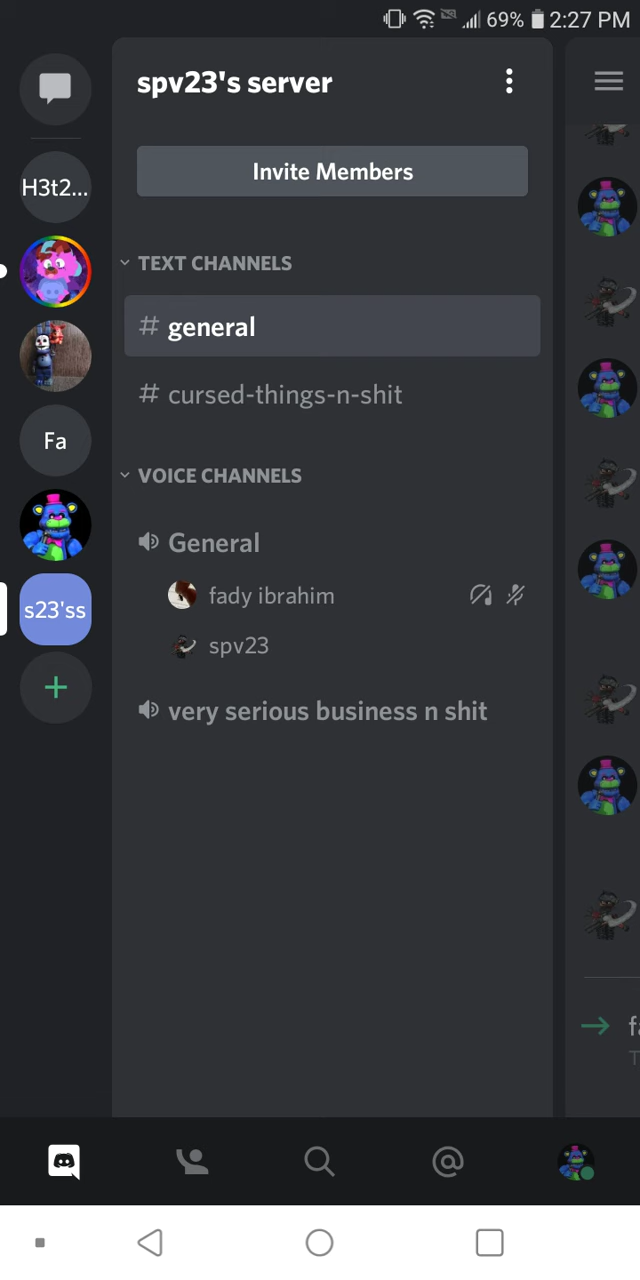 69% 2:27 PM
spv23's server
Invite Members
H3t2...
TEXT CHANNELS
# general
# cursed-things-n-shit
Fa
VOICE CHANNELS
General
fady ibrahim
s23'ss
spv23
very serious business n shit